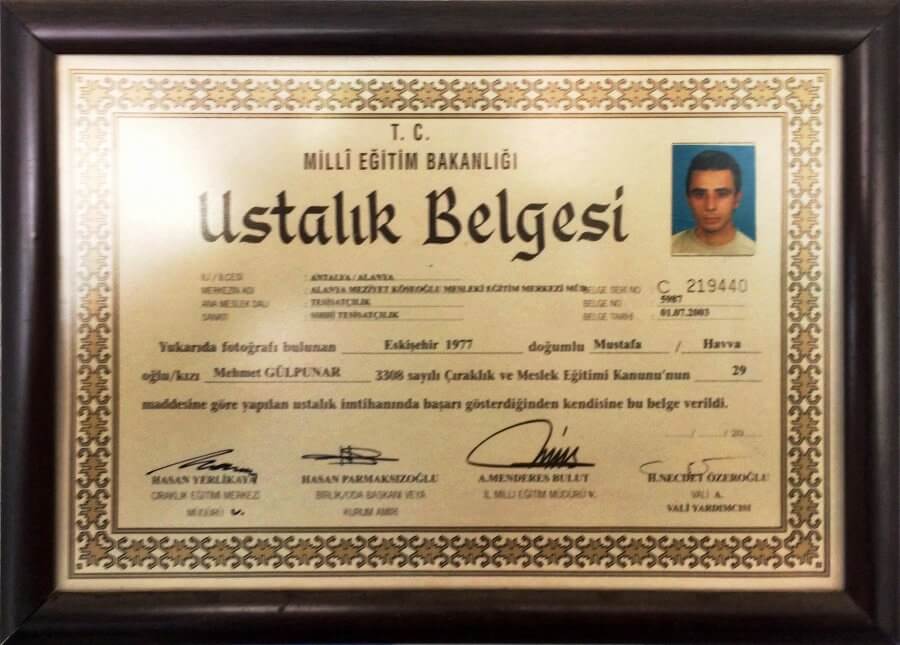 T. C.
MİLLÎ EĞİTİM BAKANLIĞI
Ustalık Belgesi
İLİ / İLÇESİ : ANTALYA / ALANYA
MERKEZİN ADI : ALANYA MEZİYET KÖSEOĞLU MESLEKİ EĞİTİM MERKEZİ MÜD. BELGE SERİ NO C 219440
ANA MESLEK DALI : TESİSATÇILIK BELGE NO : 5987
SANATI : SIHHİ TESİSATÇILIK BELGE TARİHİ : 01.07.2003
Yukarıda fotoğrafı bulunan Eskişehir 1977 doğumlu Mustafa / Havva
oğlu/kızı Mehmet GÜLPUNAR 3308 sayılı Çıraklık ve Meslek Eğitimi Kanunu'nun 29
maddesine göre yapılan ustalık imtihanında başarı gösterdiğinden kendisine bu belge verildi.
...... / ...... / 20.....
HASAN YERLİKAYA HASAN PARMAKSIZOĞLU A.MENDERES BULUT H.NECDET ÖZEROĞLU
ÇIRAKLIK EĞİTİMİ MERKEZİ BİRLİK/ODA BAŞKANI VEYA İL MİLLİ EĞİTİM MÜDÜRÜ V. VALİ A.
MÜDÜRÜ V. KURUM AMİRİ VALİ YARDIMCISI